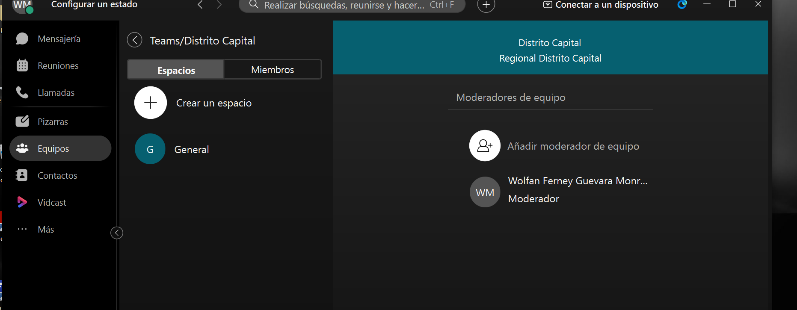 WM
Configurar un estado
Realizar búsquedas, reunirse y hacer... Ctrl+F
Conectar a un dispositivo
Mensajería
Reuniones
Llamadas
Pizarras
Equipos
Contactos
Vidcast
Más
Teams/Distrito Capital
Espacios
Miembros
Crear un espacio
G
General
Distrito Capital
Regional Distrito Capital
Moderadores de equipo
Añadir moderador de equipo
WM
Wolfan Ferney Guevara Monr...
Moderador